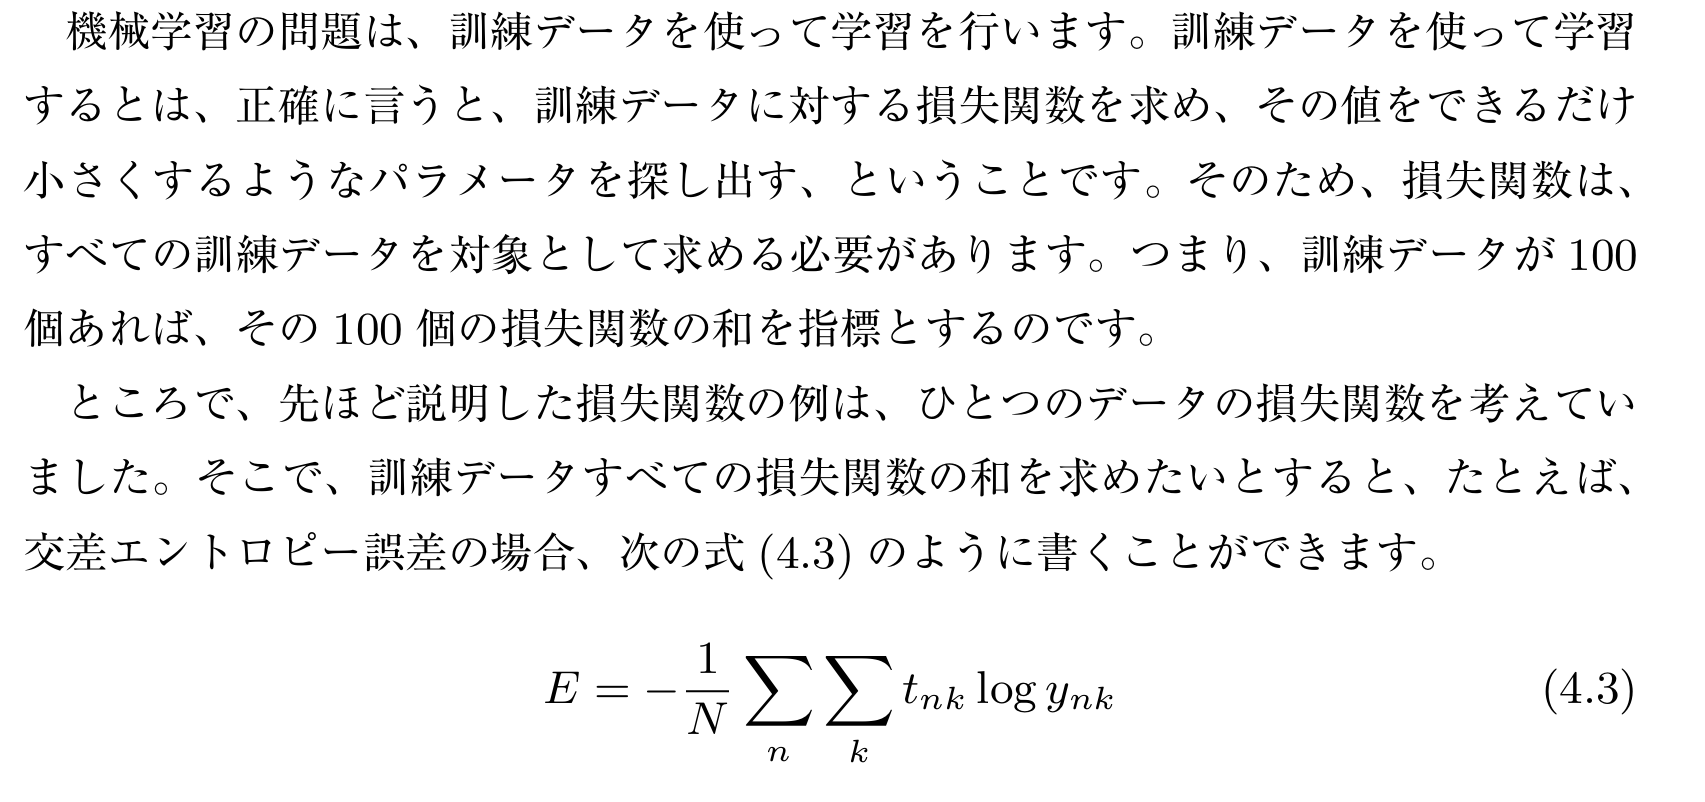 機械学習の問題は、訓練データを使って学習を行います。訓練データを使って学習
するとは、正確に言うと、訓練データに対する損失関数を求め、その値をできるだけ
小さくするようなパラメータを探し出す、ということです。そのため、損失関数は、
すべての訓練データを対象として求める必要があります。つまり、訓練データが 100
個あれば、その 100 個の損失関数の和を指標とするのです。
ところで、先ほど説明した損失関数の例は、ひとつのデータの損失関数を考えてい
ました。そこで、訓練データすべての損失関数の和を求めたいとすると、たとえば、
交差エントロピー誤差の場合、次の式 (4.3) のように書くことができます。
E = −\frac{1}{N} \sum_{n} \sum_{k} t_{nk} \log y_{nk} (4.3)